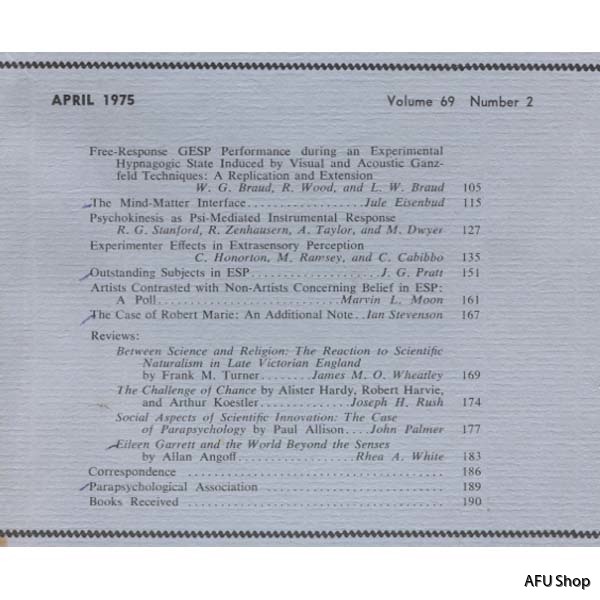 APRIL 1975 Volume 69 Number 2
Free-Response GESP Performance during an Experimental
Hypnagogic State Induced by Visual and Acoustic Ganz-
feld Techniques: A Replication and Extension
W. G. Braud, R. Wood, and L. W. Braud 105
The Mind-Matter Interface....................Jule Eisenbud 115
Psychokinesis as Psi-Mediated Instrumental Response
R. G. Stanford, R. Zenhausern, A. Taylor, and M. Dwyer 127
Experimenter Effects in Extrasensory Perception
C. Honorton, M. Ramsey, and C. Cabibbo 135
Outstanding Subjects in ESP......................J. G. Pratt 151
Artists Contrasted with Non-Artists Concerning Belief in ESP:
A Poll..............................Marvin L. Moon 161
The Case of Robert Marie: An Additional Note..Ian Stevenson 167
Reviews:
Between Science and Religion: The Reaction to Scientific
Naturalism in Late Victorian England
by Frank M. Turner.........James M. O. Wheatley 169
The Challenge of Chance by Alister Hardy, Robert Harvie,
and Arthur Koestler...............Joseph H. Rush 174
Social Aspects of Scientific Innovation: The Case
of Parapsychology by Paul Allison....John Palmer 177
Eileen Garrett and the World Beyond the Senses
by Allan Angoff....................Rhea A. White 183
Correspondence ........................................ 186
Parapsychological Association ........................... 189
Books Received ........................................ 190
AFU Shop